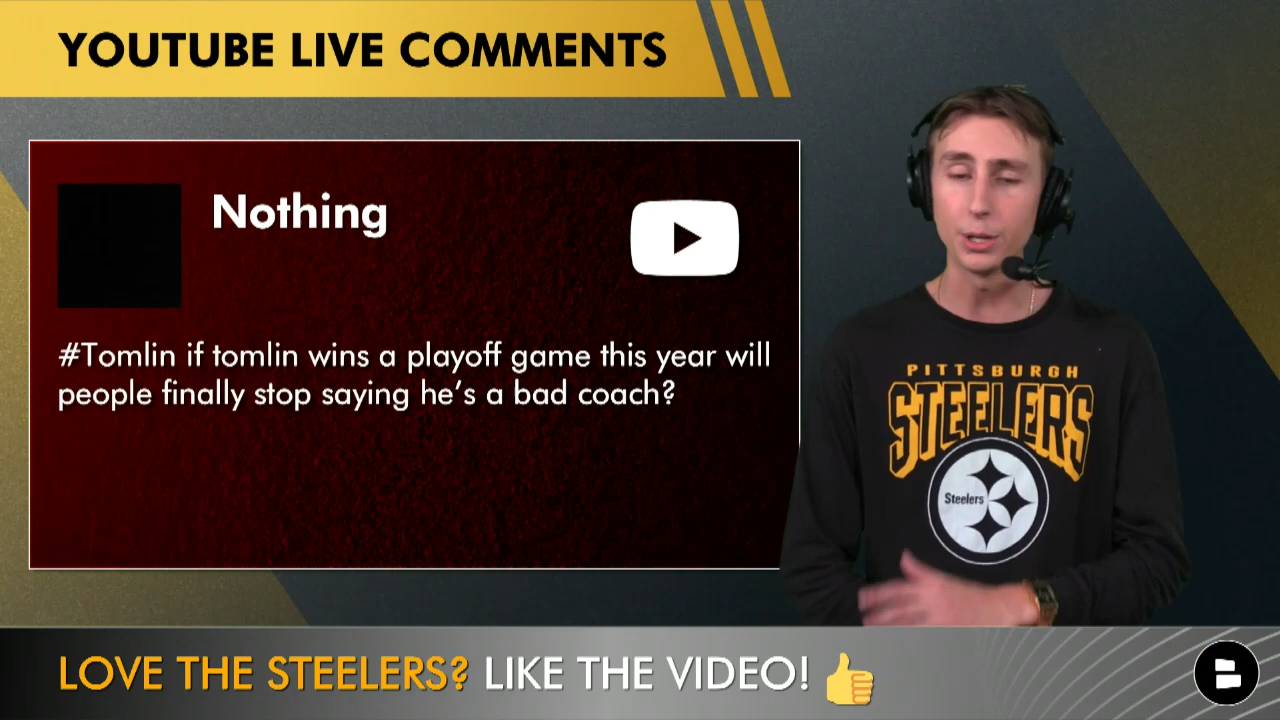 YOUTUBE LIVE COMMENTS
Nothing
#Tomlin if tomlin wins a playoff game this year will
people finally stop saying he's a bad coach?
PITTSBURGH
STEELERS
Steelers
LOVE THE STEELERS? LIKE THE VIDEO!